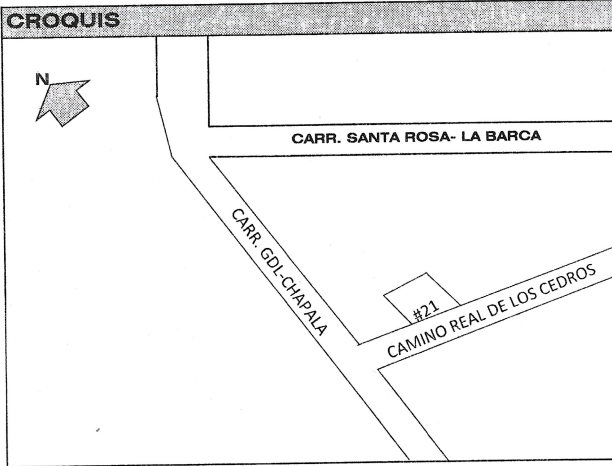 CROQUIS
N
CARR. SANTA ROSA- LA BARCA
CARR. GDL-CHAPALA
#21
CAMINO REAL DE LOS CEDROS